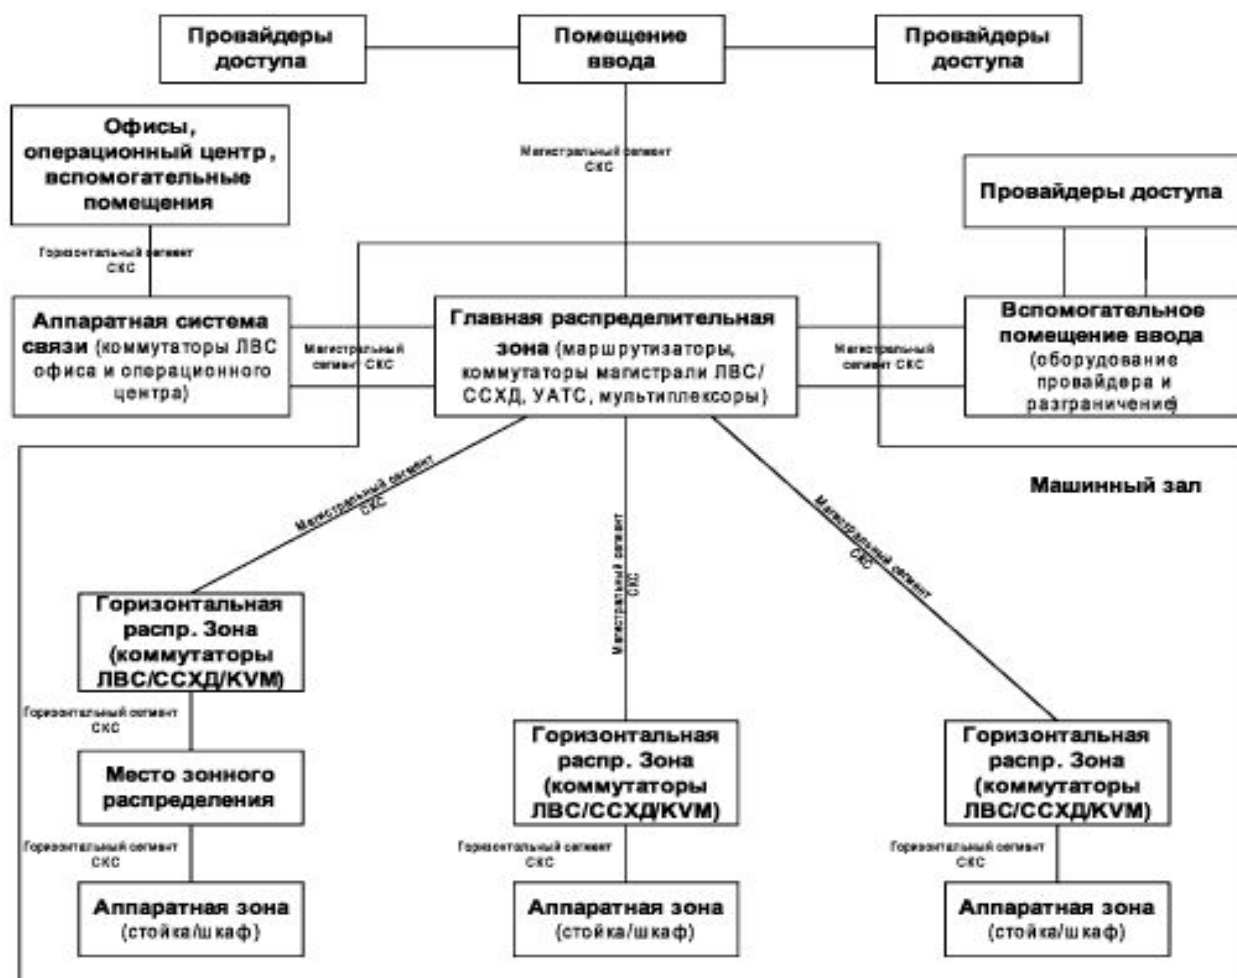 Провайдеры
доступа
Помещение
ввода
Провайдеры
доступа
Офисы,
операционный центр,
вспомогательные
помещения
Магистральный сегмент
СКС
Провайдеры доступа
Горизонтальный сегмент
СКС
Аппаратная система
связи (коммутаторы ЛВС
офиса и операционного
центра)
Магистральный
сегмент СКС
Главная распределительная
зона (маршрутизаторы,
коммутаторы магистрали ЛВС/
ССХД, УАТС, мультиплексоры)
Магистральный
сегмент СКС
Вспомогательное
помещение ввода
(оборудование
провайдера и
разграничение)
Машинный зал
Магистральный сегмент
СКС
Магистральный сегмент
СКС
Магистральный сегмент
СКС
Горизонтальная
распр. Зона
(коммутаторы
ЛВС/ССХД/KVM)
Горизонтальный сегмент
СКС
Место зонного
распределения
Горизонтальный сегмент
СКС
Аппаратная зона
(стойка/шкаф)
Горизонтальная
распр. Зона
(коммутаторы
ЛВС/ССХД/KVM)
Горизонтальный сегмент
СКС
Аппаратная зона
(стойка/шкаф)
Горизонтальная
распр. Зона
(коммутаторы
ЛВС/ССХД/KVM)
Горизонтальный сегмент
СКС
Аппаратная зона
(стойка/шкаф)